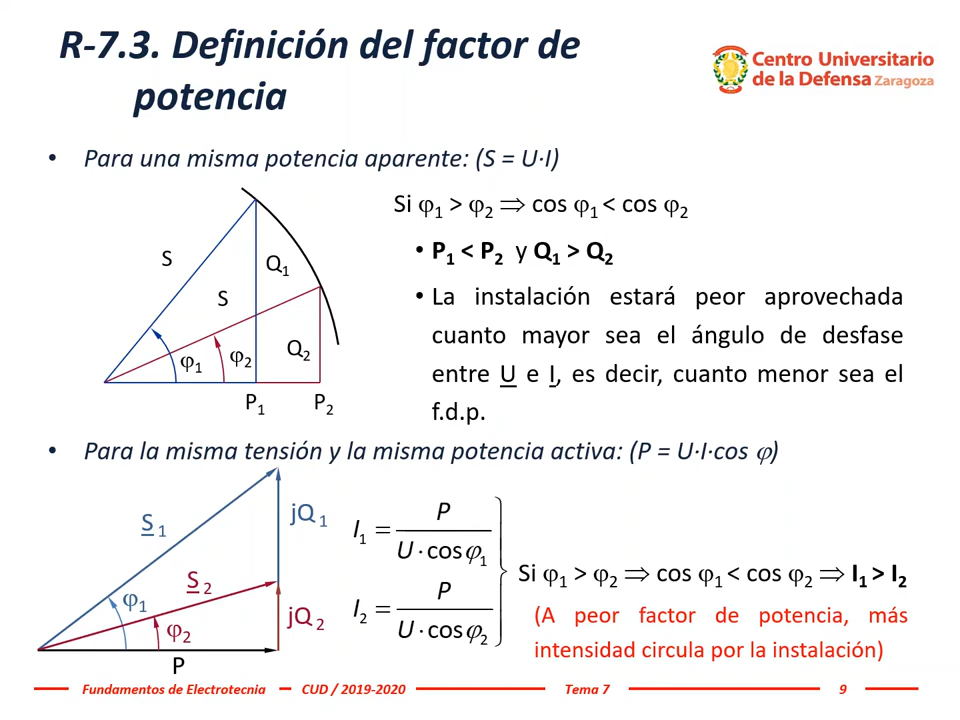 R-7.3. Definición del factor de
potencia
Centro Universitario
de la Defensa Zaragoza
• Para una misma potencia aparente: (S = U·I)
S
S
Q₁
Q₂
φ₁
φ₂
P₁
P₂
Si φ₁ > φ₂ ⇒ cos φ₁ < cos φ₂
• P₁ < P₂ y Q₁ > Q₂
• La instalación estará peor aprovechada
cuanto mayor sea el ángulo de desfase
entre U e I, es decir, cuanto menor sea el
f.d.p.
• Para la misma tensión y la misma potencia activa: (P = U·I·cos φ)
S₁
jQ₁
S₂
jQ₂
φ₁
φ₂
P
I₁ = P / (U · cos φ₁)
I₂ = P / (U · cos φ₂)
Si φ₁ > φ₂ ⇒ cos φ₁ < cos φ₂ ⇒ I₁ > I₂
(A peor factor de potencia, más
intensidad circula por la instalación)
Fundamentos de Electrotecnia CUD / 2019-2020 Tema 7 9